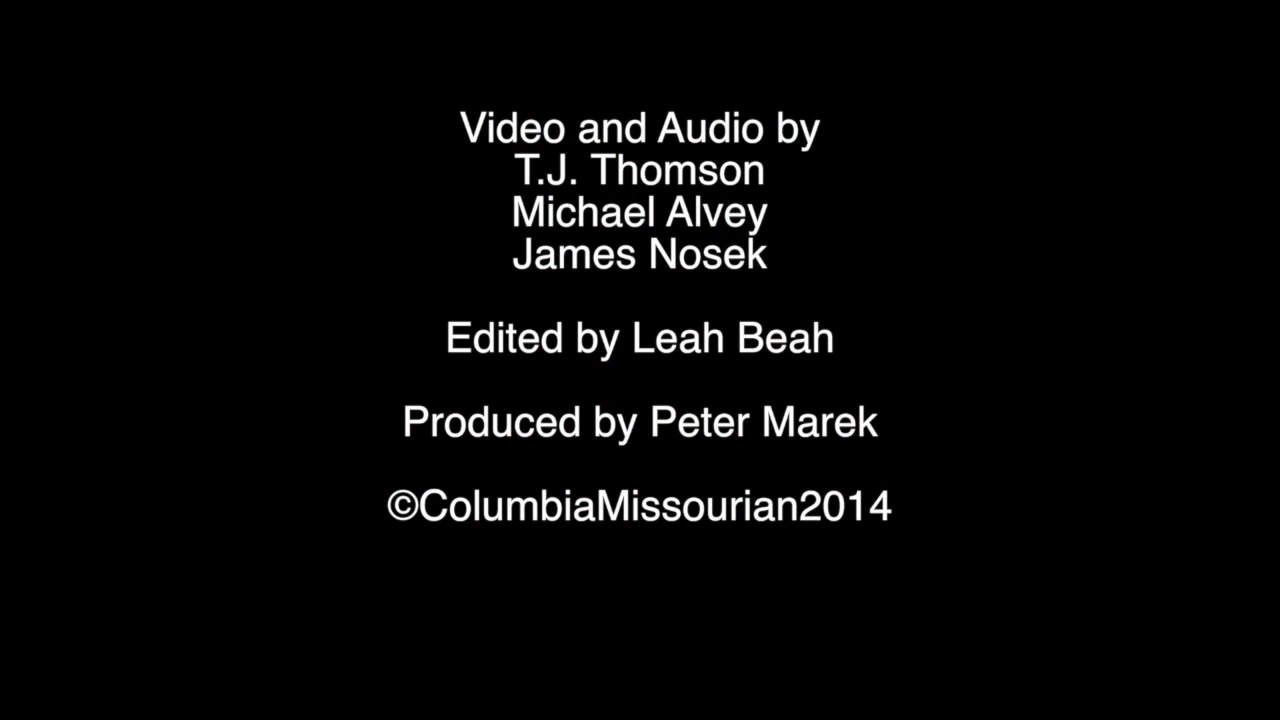 Video and Audio by
T.J. Thomson
Michael Alvey
James Nosek
Edited by Leah Beah
Produced by Peter Marek
©ColumbiaMissourian2014